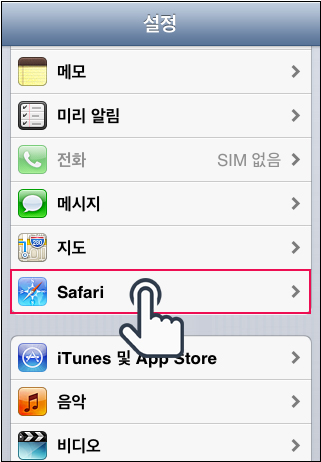 설정
메모
미리 알림
전화 SIM 없음
메시지
지도
Safari
iTunes 및 App Store
음악
비디오